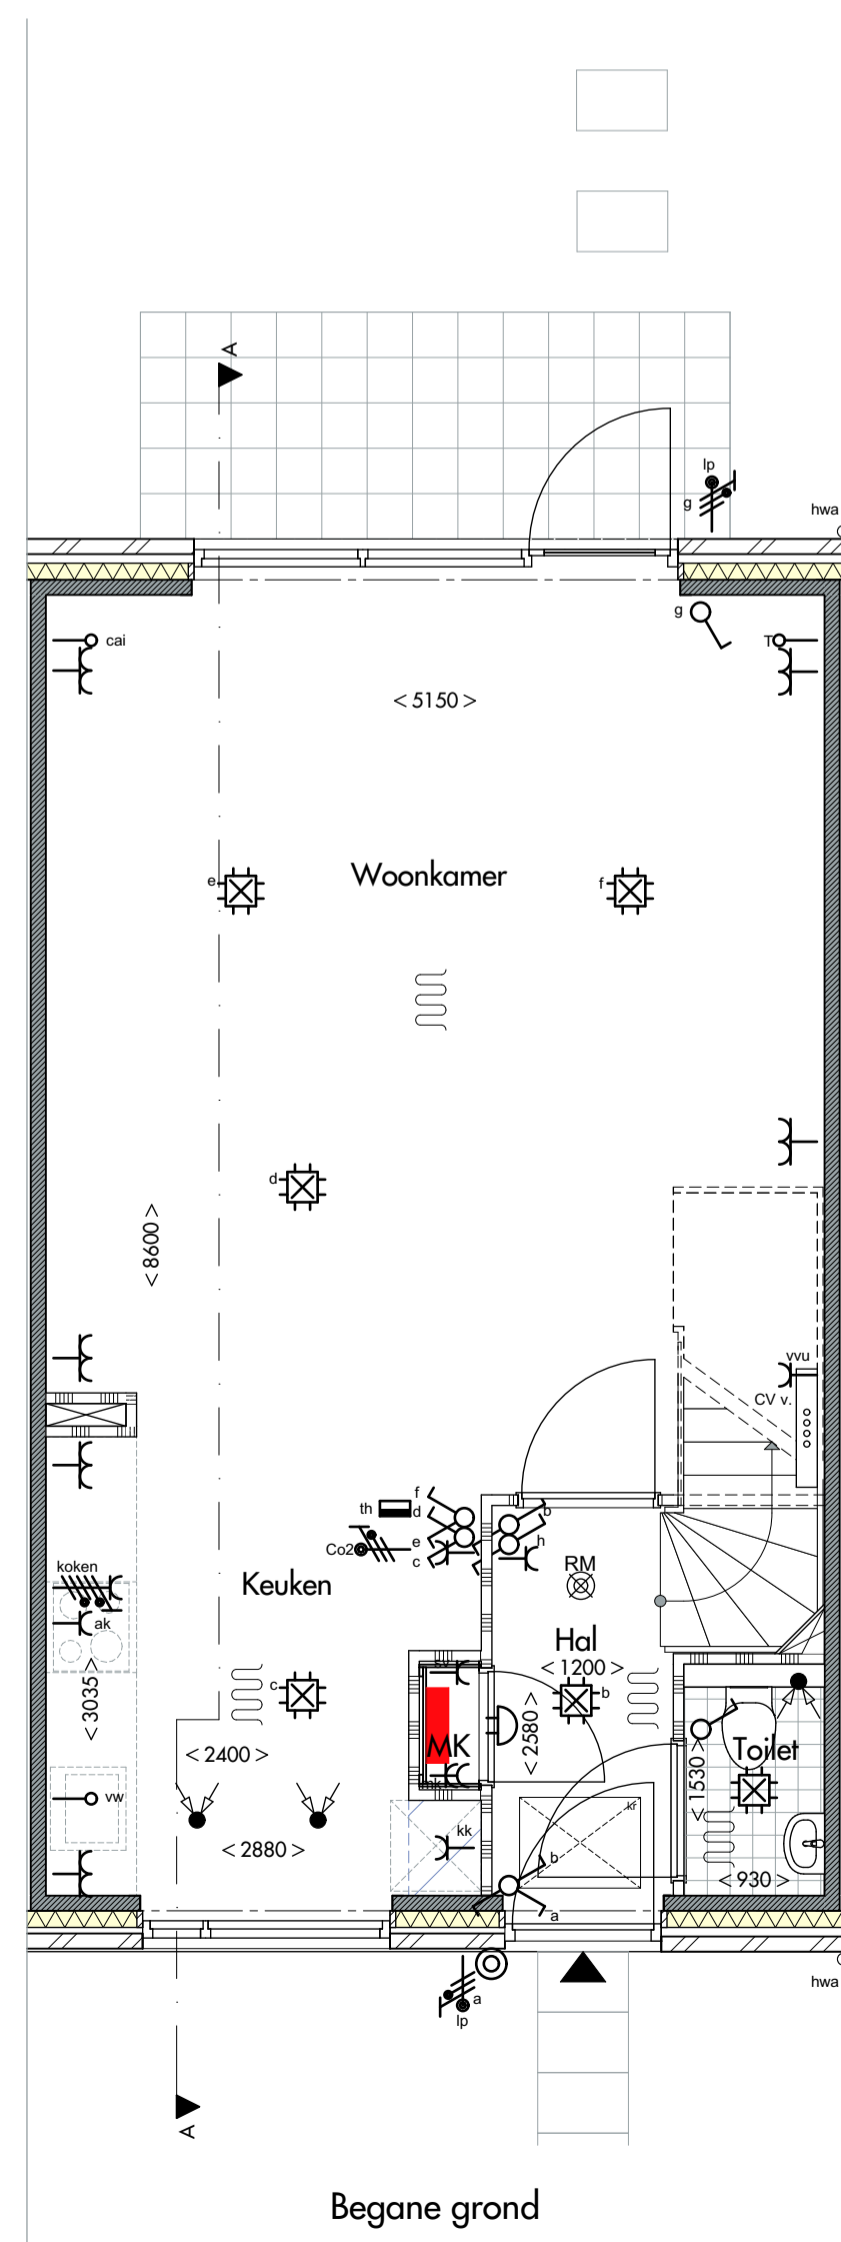 A
lp
g
hwa
g
cai
T
<5150>
Woonkamer
e
f
d
<8600>
vvu
CV v.
f
th
d
b
Co2
e
h
c
koken
RM
Keuken
ak
Hal
<1200>
<3035>
c
b
<2580>
MK
<2400>
Toilet
<1530>
vw
kr
kk
<2880>
b
<930>
a
a
lp
hwa
A
Begane grond